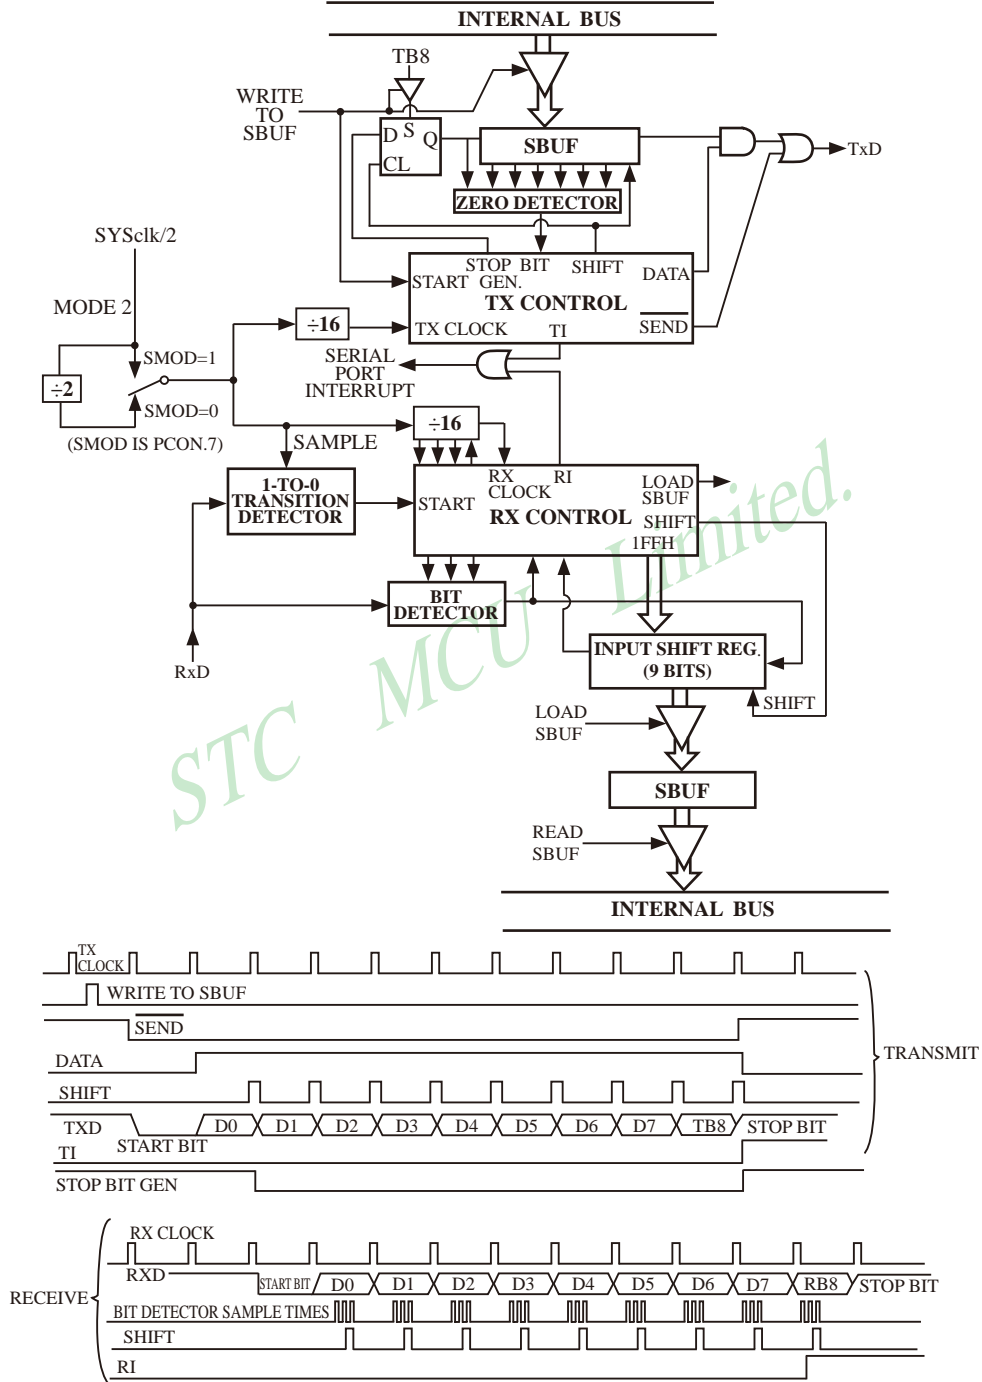 INTERNAL BUS
TB8
WRITE
TO
SBUF
D
S
Q
CL
SBUF
TxD
ZERO DETECTOR
SYSclk/2
STOP BIT
SHIFT
DATA
START
GEN.
TX CONTROL
MODE 2
÷16
TX CLOCK
TI
SEND
SMOD=1
SERIAL
PORT
INTERRUPT
÷2
SMOD=0
÷16
(SMOD IS PCON.7)
SAMPLE
1-TO-0
TRANSITION
DETECTOR
RX
CLOCK
RI
LOAD
SBUF
START
RX CONTROL
SHIFT
1FFH
BIT
DETECTOR
INPUT SHIFT REG.
(9 BITS)
RxD
SHIFT
LOAD
SBUF
SBUF
READ
SBUF
INTERNAL BUS
STC MCU Limited.
TX
CLOCK
WRITE TO SBUF
SEND
DATA
TRANSMIT
SHIFT
TXD
START BIT
D0 D1 D2 D3 D4 D5 D6 D7 TB8 STOP BIT
TI
STOP BIT GEN
RX CLOCK
RXD START BIT D0 D1 D2 D3 D4 D5 D6 D7 RB8 STOP BIT
RECEIVE
BIT DETECTOR SAMPLE TIMES
SHIFT
RI